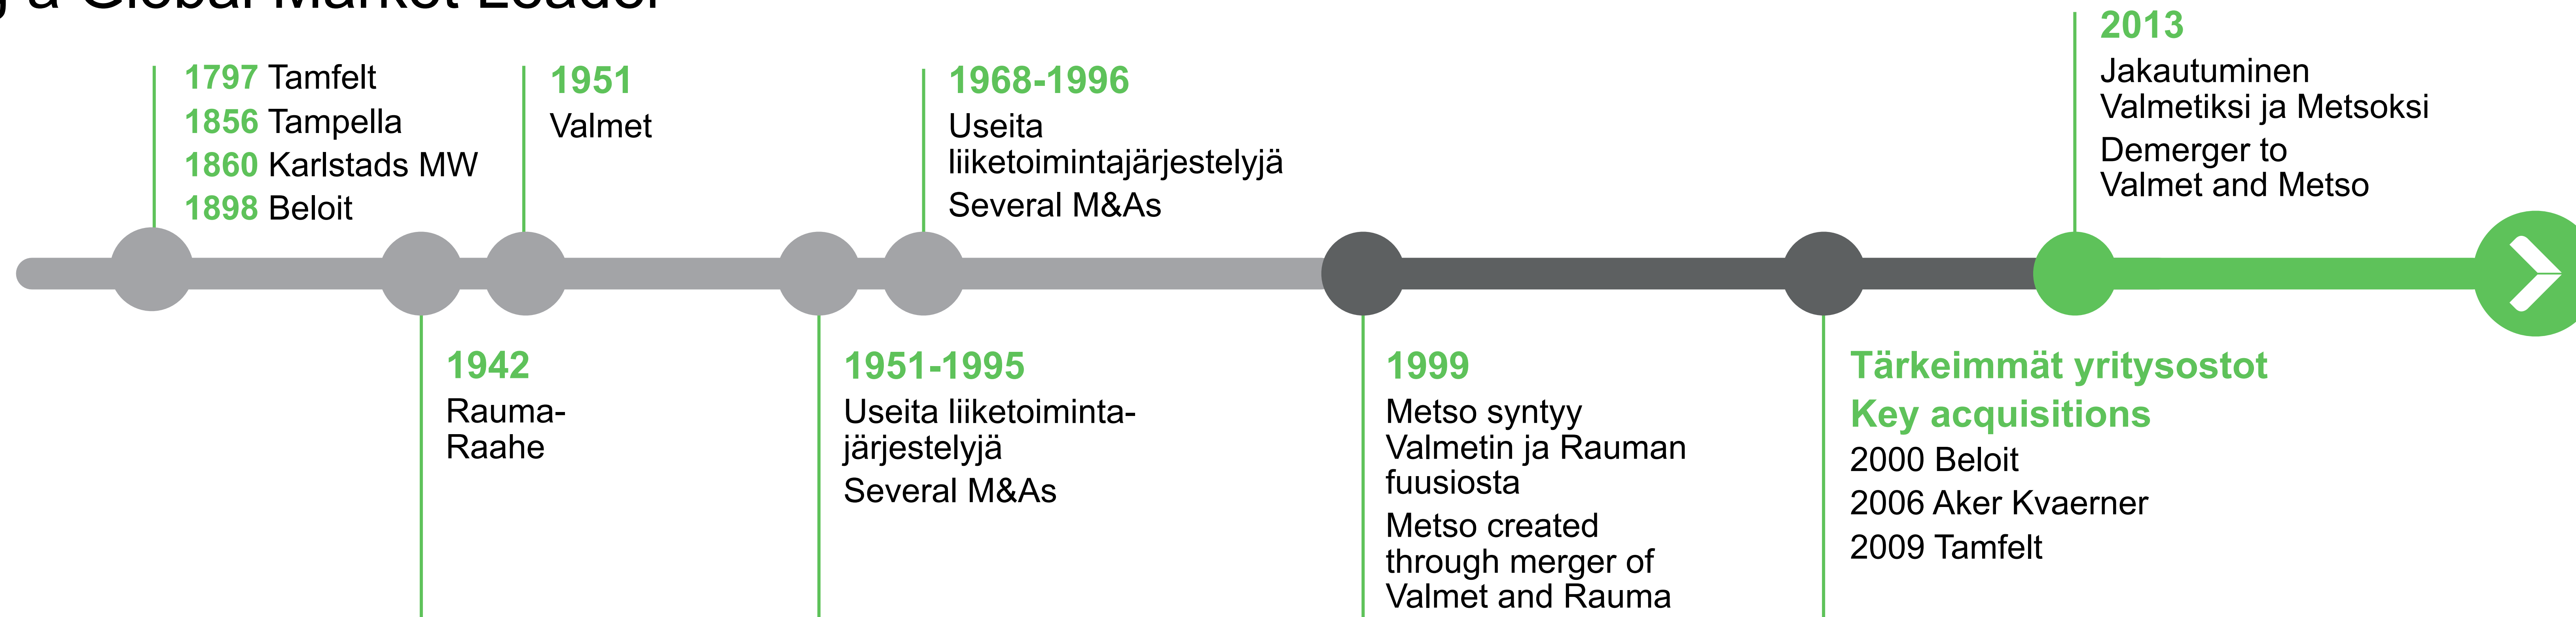 a Global Market Leader
1797 Tamfelt
1856 Tampella
1860 Karlstads MW
1898 Beloit
1942
Rauma-
Raahe
1951
Valmet
1951-1995
Useita liiketoiminta-
järjestelyjä
Several M&As
1968-1996
Useita
liiketoimintajärjestelyjä
Several M&As
1999
Metso syntyy
Valmetin ja Rauman
fuusiosta
Metso created
through merger of
Valmet and Rauma
Tärkeimmät yritysostot
Key acquisitions
2000 Beloit
2006 Aker Kvaerner
2009 Tamfelt
2013
Jakautuminen
Valmetiksi ja Metsoksi
Demerger to
Valmet and Metso